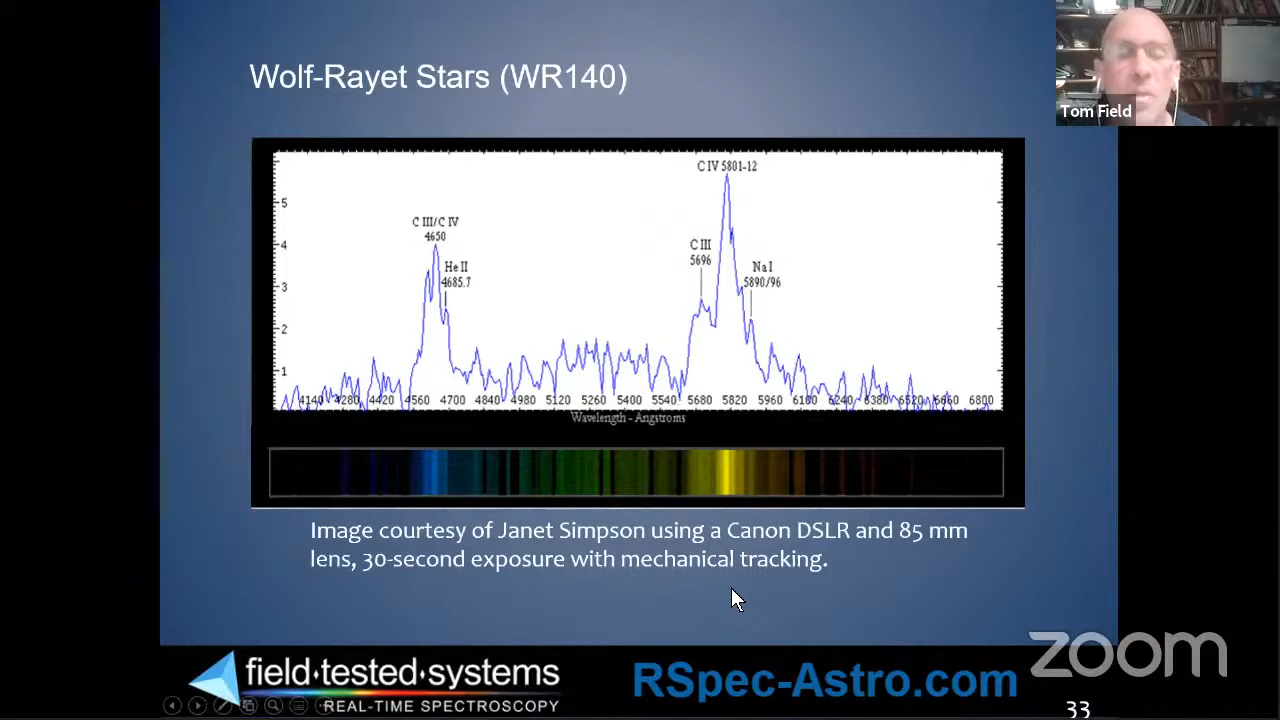 Wolf-Rayet Stars (WR140)
Tom Field
C IV 5801-12
C III/C IV
4650
He II
4685.7
C III
5696
Na I
5890/96
5
4
3
2
1
4140 4280 4420 4560 4700 4840 4980 5120 5260 5400 5540 5680 5820 5960 6100 6240 6380 6520 6660 6800
Wavelength - Angstroms
Image courtesy of Janet Simpson using a Canon DSLR and 85 mm
lens, 30-second exposure with mechanical tracking.
zoom
field·tested·systems
REAL-TIME SPECTROSCOPY
RSpec-Astro.com
33